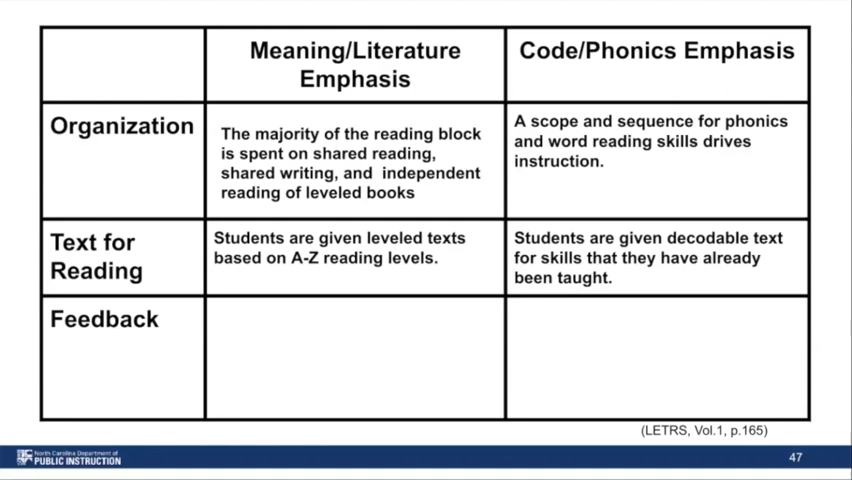 Meaning/Literature
Emphasis
Code/Phonics Emphasis
Organization
The majority of the reading block
is spent on shared reading,
shared writing, and independent
reading of leveled books
A scope and sequence for phonics
and word reading skills drives
instruction.
Text for
Reading
Students are given leveled texts
based on A-Z reading levels.
Students are given decodable text
for skills that they have already
been taught.
Feedback
(LETRS, Vol.1, p.165)
North Carolina Department of
PUBLIC INSTRUCTION
47